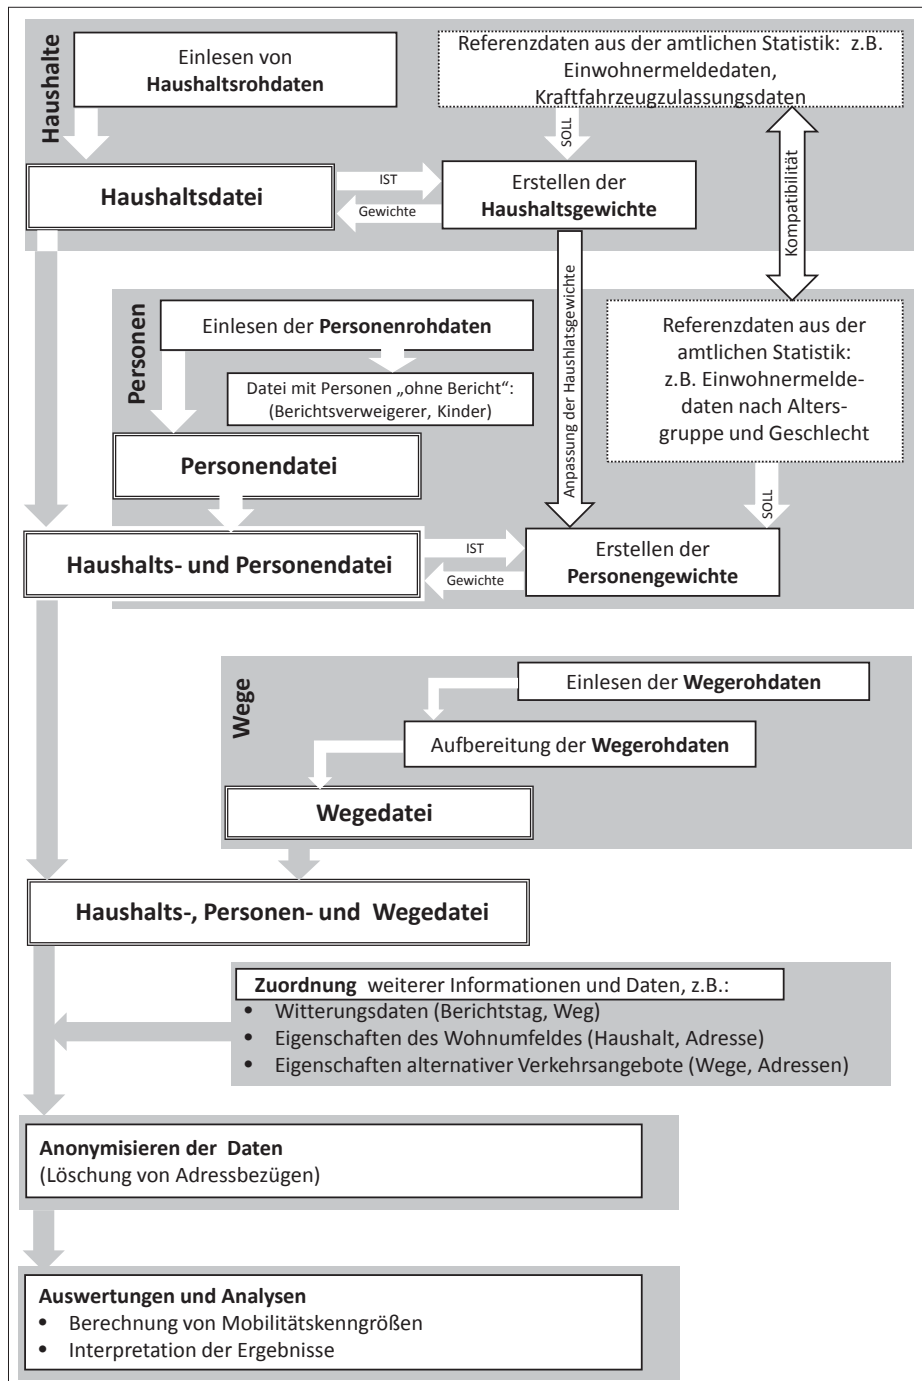 Haushalte
Einlesen von
Haushaltsrohdaten
Referenzdaten aus der amtlichen Statistik: z.B.
Einwohnermeldedaten,
Kraftfahrzeugzulassungsdaten
SOLL
Kompatibilität
Haushaltsdatei
IST
Gewichte
Erstellen der
Haushaltsgewichte
Anpassung der Haushlatsgewichte
Personen
Einlesen der Personenrohdaten
Datei mit Personen „ohne Bericht“:
(Berichtsverweigerer, Kinder)
Referenzdaten aus der
amtlichen Statistik:
z.B. Einwohnermelde-
daten nach Alters-
gruppe und Geschlecht
SOLL
Personendatei
Haushalts- und Personendatei
IST
Gewichte
Erstellen der
Personengewichte
Wege
Einlesen der Wegerohdaten
Aufbereitung der Wegerohdaten
Wegedatei
Haushalts-, Personen- und Wegedatei
Zuordnung weiterer Informationen und Daten, z.B.:
• Witterungsdaten (Berichtstag, Weg)
• Eigenschaften des Wohnumfeldes (Haushalt, Adresse)
• Eigenschaften alternativer Verkehrsangebote (Wege, Adressen)
Anonymisieren der Daten
(Löschung von Adressbezügen)
Auswertungen und Analysen
• Berechnung von Mobilitätskenngrößen
• Interpretation der Ergebnisse